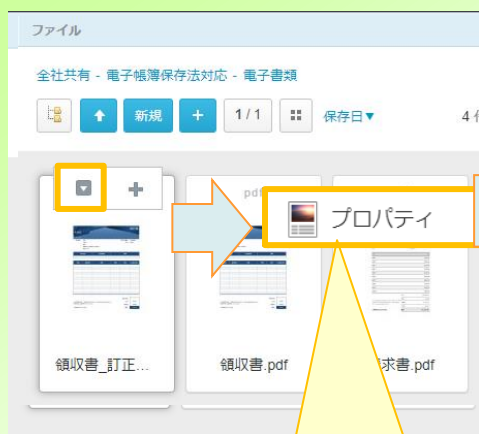 ファイル
全社共有 - 電子帳簿保存法対応 - 電子書類
新規 + 1/1 保存日▼ 4
pdf
プロパティ
領収書_訂正... 領収書.pdf 求書.pdf